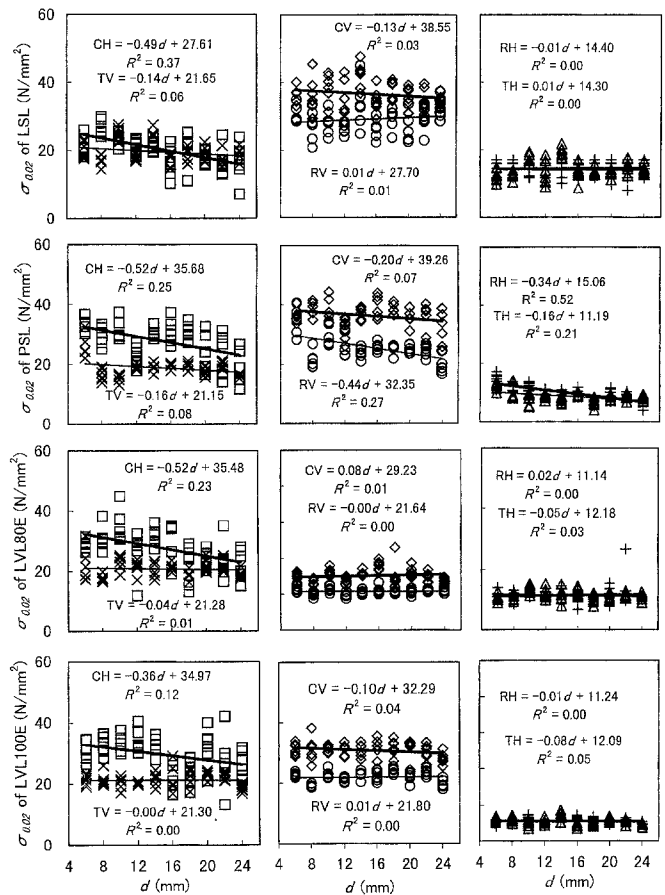 60
40
20
0
σ0.02 of LSL (N/mm²)
CH = −0.49d + 27.61
R² = 0.37
TV = −0.14d + 21.65
R² = 0.06
CV = −0.13d + 38.55
R² = 0.03
RV = 0.01d + 27.70
R² = 0.01
RH = −0.01d + 14.40
R² = 0.00
TH = 0.01d + 14.30
R² = 0.00
60
40
20
0
σ0.02 of PSL (N/mm²)
CH = −0.52d + 35.68
R² = 0.25
TV = −0.16d + 21.15
R² = 0.08
CV = −0.20d + 39.26
R² = 0.07
RV = −0.44d + 32.35
R² = 0.27
RH = −0.34d + 15.06
R² = 0.52
TH = −0.16d + 11.19
R² = 0.21
60
40
20
0
σ0.02 of LVL80E (N/mm²)
CH = −0.52d + 35.48
R² = 0.23
TV = −0.04d + 21.28
R² = 0.01
CV = 0.08d + 29.23
R² = 0.01
RV = −0.00d + 21.64
R² = 0.00
RH = 0.02d + 11.14
R² = 0.00
TH = −0.05d + 12.18
R² = 0.03
60
40
20
0
σ0.02 of LVL100E (N/mm²)
CH = −0.36d + 34.97
R² = 0.12
TV = −0.00d + 21.30
R² = 0.00
CV = −0.10d + 32.29
R² = 0.04
RV = 0.01d + 21.80
R² = 0.00
RH = −0.01d + 11.24
R² = 0.00
TH = −0.08d + 12.09
R² = 0.05
4 8 12 16 20 24
4 8 12 16 20 24
4 8 12 16 20 24
d (mm)
d (mm)
d (mm)